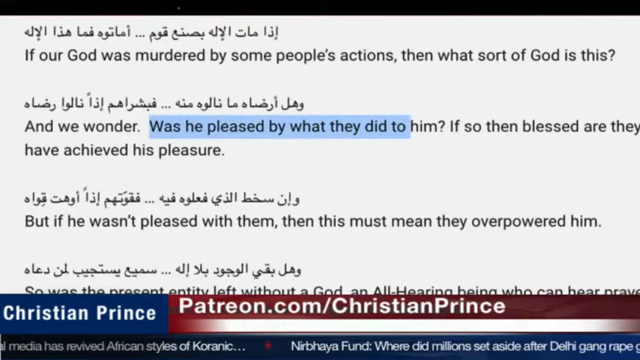 إذا مات الإله بصنع قوم ... أماتوه فما هذا الإله
If our God was murdered by some people's actions, then what sort of God is this?
وهل أرضاه ما نالوه منه ... فبشراهم إذاً نالوا رضاه
And we wonder. Was he pleased by what they did to him? If so then blessed are they
have achieved his pleasure.
وإن سخط الذي فعلوه فيه ... فقوّتهم إذاً أوهت قِواه
But if he wasn't pleased with them, then this must mean they overpowered him.
وهل بقي الوجود بلا إله ... سميع يستجيب لمن دعاه
So was the present entity left without a God, an All-Hearing being who can hear
Christian Prince
Patreon.com/ChristianPrince
al media has revived African styles of Koranic... Nirbhaya Fund: Where did millions set aside after Delhi gang rape